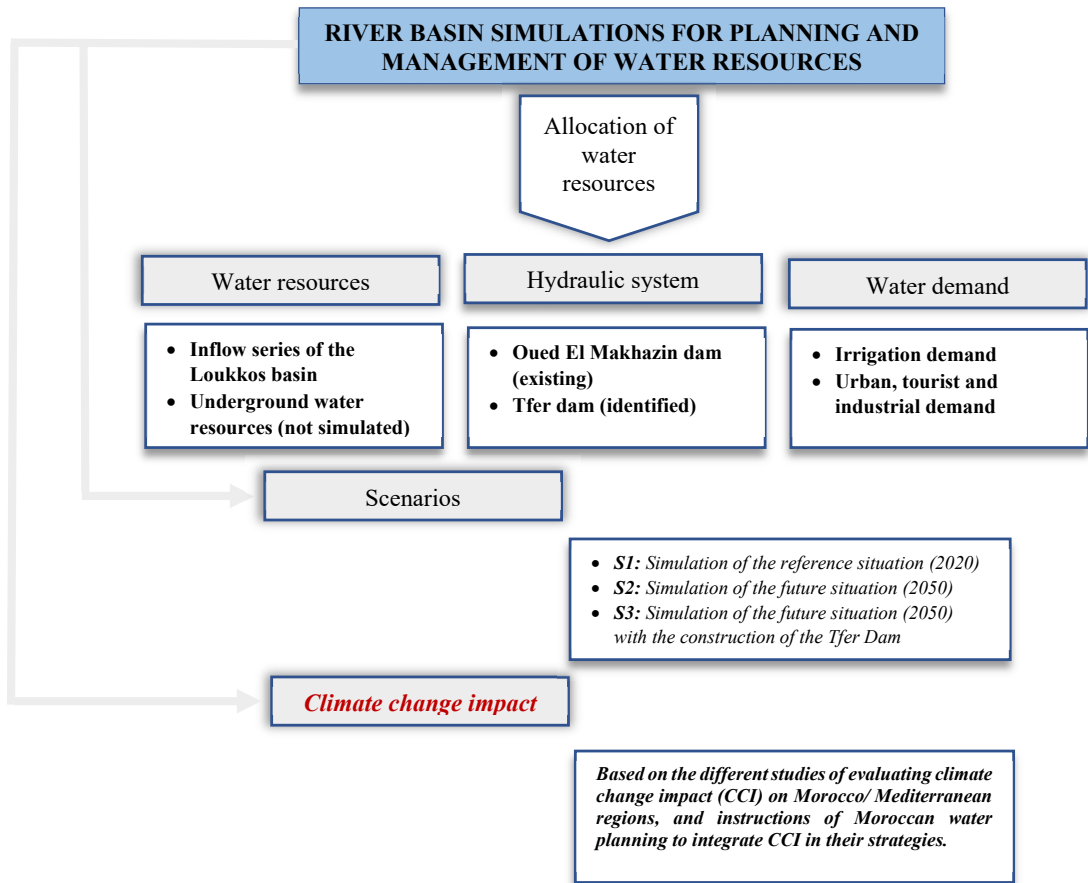 RIVER BASIN SIMULATIONS FOR PLANNING AND
MANAGEMENT OF WATER RESOURCES
Allocation of
water
resources
Water resources
Hydraulic system
Water demand
• Inflow series of the
Loukkos basin
• Underground water
resources (not simulated)
• Oued El Makhazin dam
(existing)
• Tfer dam (identified)
• Irrigation demand
• Urban, tourist and
industrial demand
Scenarios
• S1: Simulation of the reference situation (2020)
• S2: Simulation of the future situation (2050)
• S3: Simulation of the future situation (2050)
with the construction of the Tfer Dam
Climate change impact
Based on the different studies of evaluating climate
change impact (CCI) on Morocco/ Mediterranean
regions, and instructions of Moroccan water
planning to integrate CCI in their strategies.